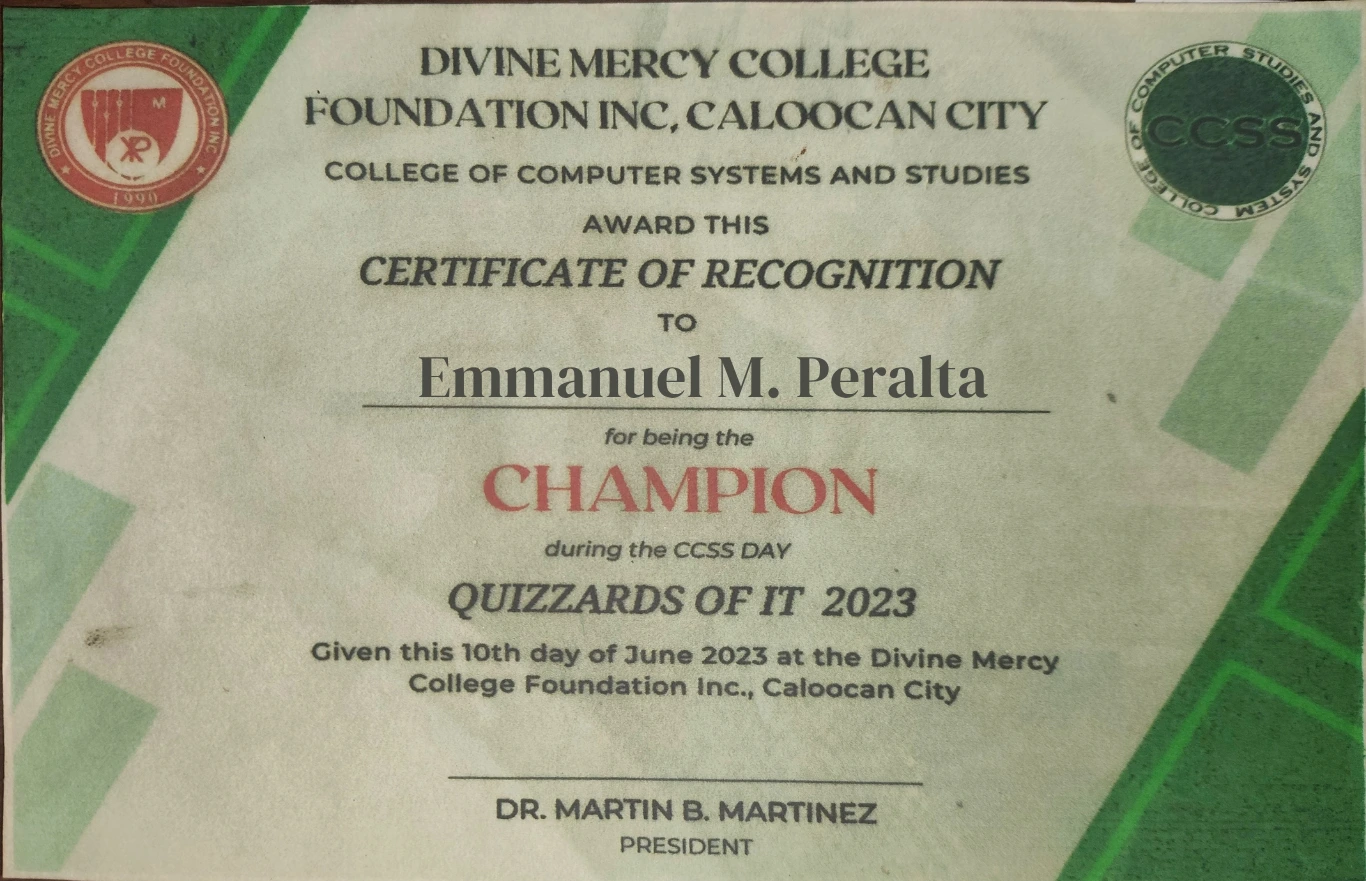 DIVINE MERCY COLLEGE
FOUNDATION INC, CALOOCAN CITY
COLLEGE OF COMPUTER SYSTEMS AND STUDIES
AWARD THIS
CERTIFICATE OF RECOGNITION
TO
Emmanuel M. Peralta
for being the
CHAMPION
during the CCSS DAY
QUIZZARDS OF IT 2023
Given this 10th day of June 2023 at the Divine Mercy
College Foundation Inc., Caloocan City
DR. MARTIN B. MARTINEZ
PRESIDENT
DIVINE MERCY COLLEGE FOUNDATION INC
M
1990
COLLEGE OF COMPUTER STUDIES AND SYSTEM
CCSS